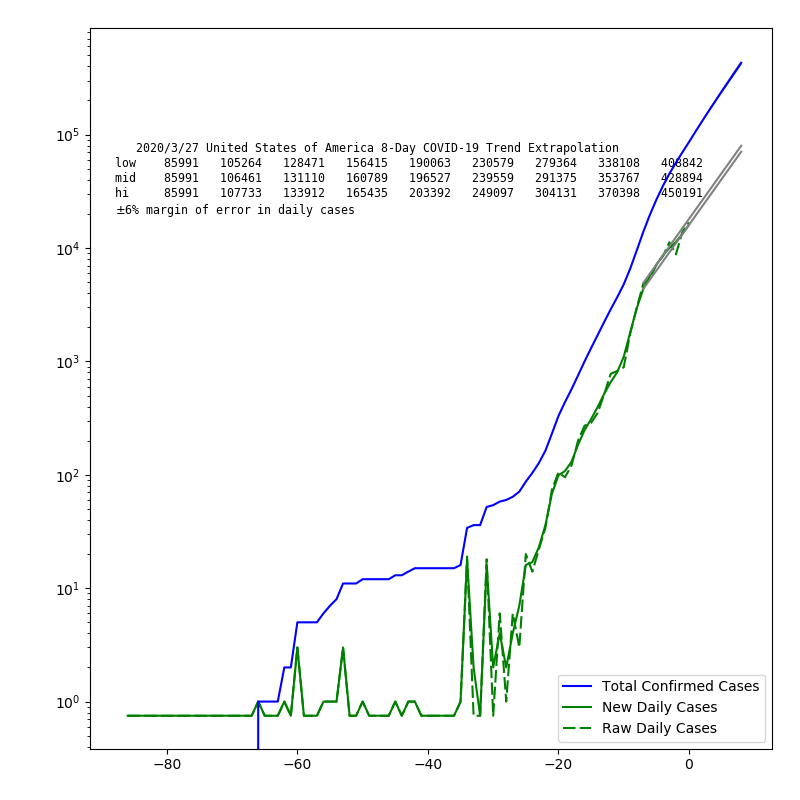 2020/3/27 United States of America 8-Day COVID-19 Trend Extrapolation
low 85991 105264 128471 156415 190063 230579 279364 338108 408842
mid 85991 106461 131110 160789 196527 239559 291375 353767 428894
hi 85991 107733 133912 165435 203392 249097 304131 370398 450191
±6% margin of error in daily cases
10^5
10^4
10^3
10^2
10^1
10^0
Total Confirmed Cases
New Daily Cases
Raw Daily Cases
−80 −60 −40 −20 0